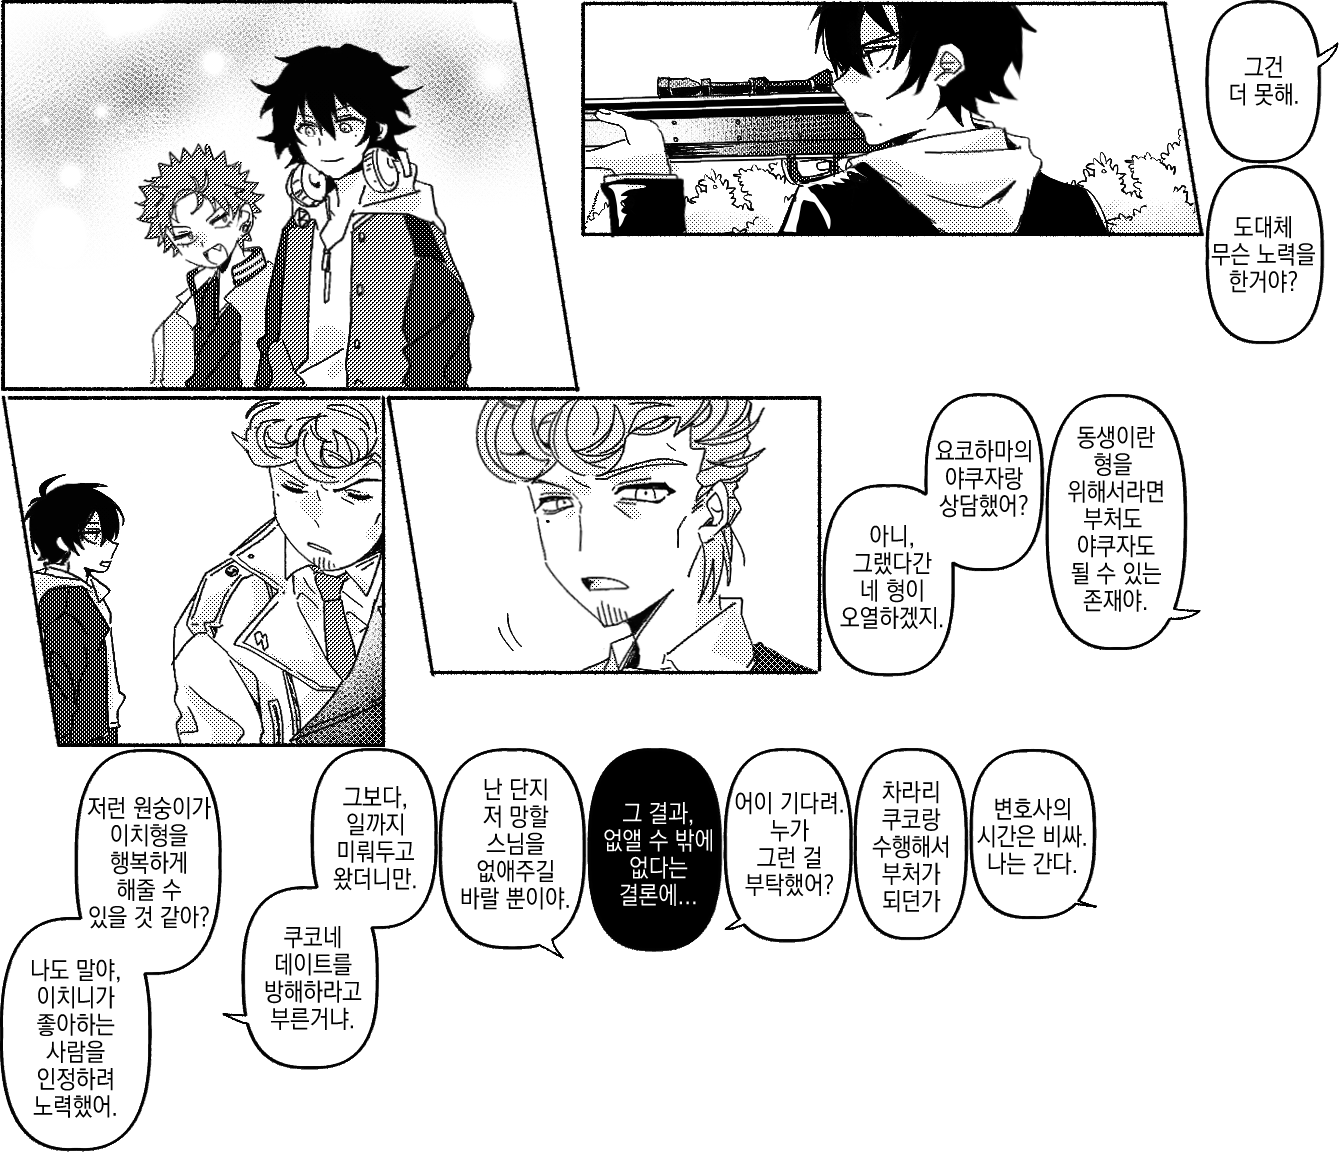 그건
더 못해.
도대체
무슨 노력을
한거야?
동생이란
형을
위해서라면
부처도
야쿠자도
될 수 있는
존재야.
요코하마의
야쿠자랑
상담했어?
아니,
그랬다간
네 형이
오열하겠지.
변호사의
시간은 비싸.
나는 간다.
차라리
쿠코랑
수행해서
부처가
되던가
어이 기다려.
누가
그런 걸
부탁했어?
그 결과,
없앨 수 밖에
없다는
결론에...
난 단지
저 망할
스님을
없애주길
바랄 뿐이야.
그보다,
일까지
미뤄두고
왔더니만.
쿠코네
데이트를
방해하라고
부른거냐.
저런 원숭이가
이치형을
행복하게
해줄 수
있을 것 같아?
나도 말야,
이치니가
좋아하는
사람을
인정하려
노력했어.